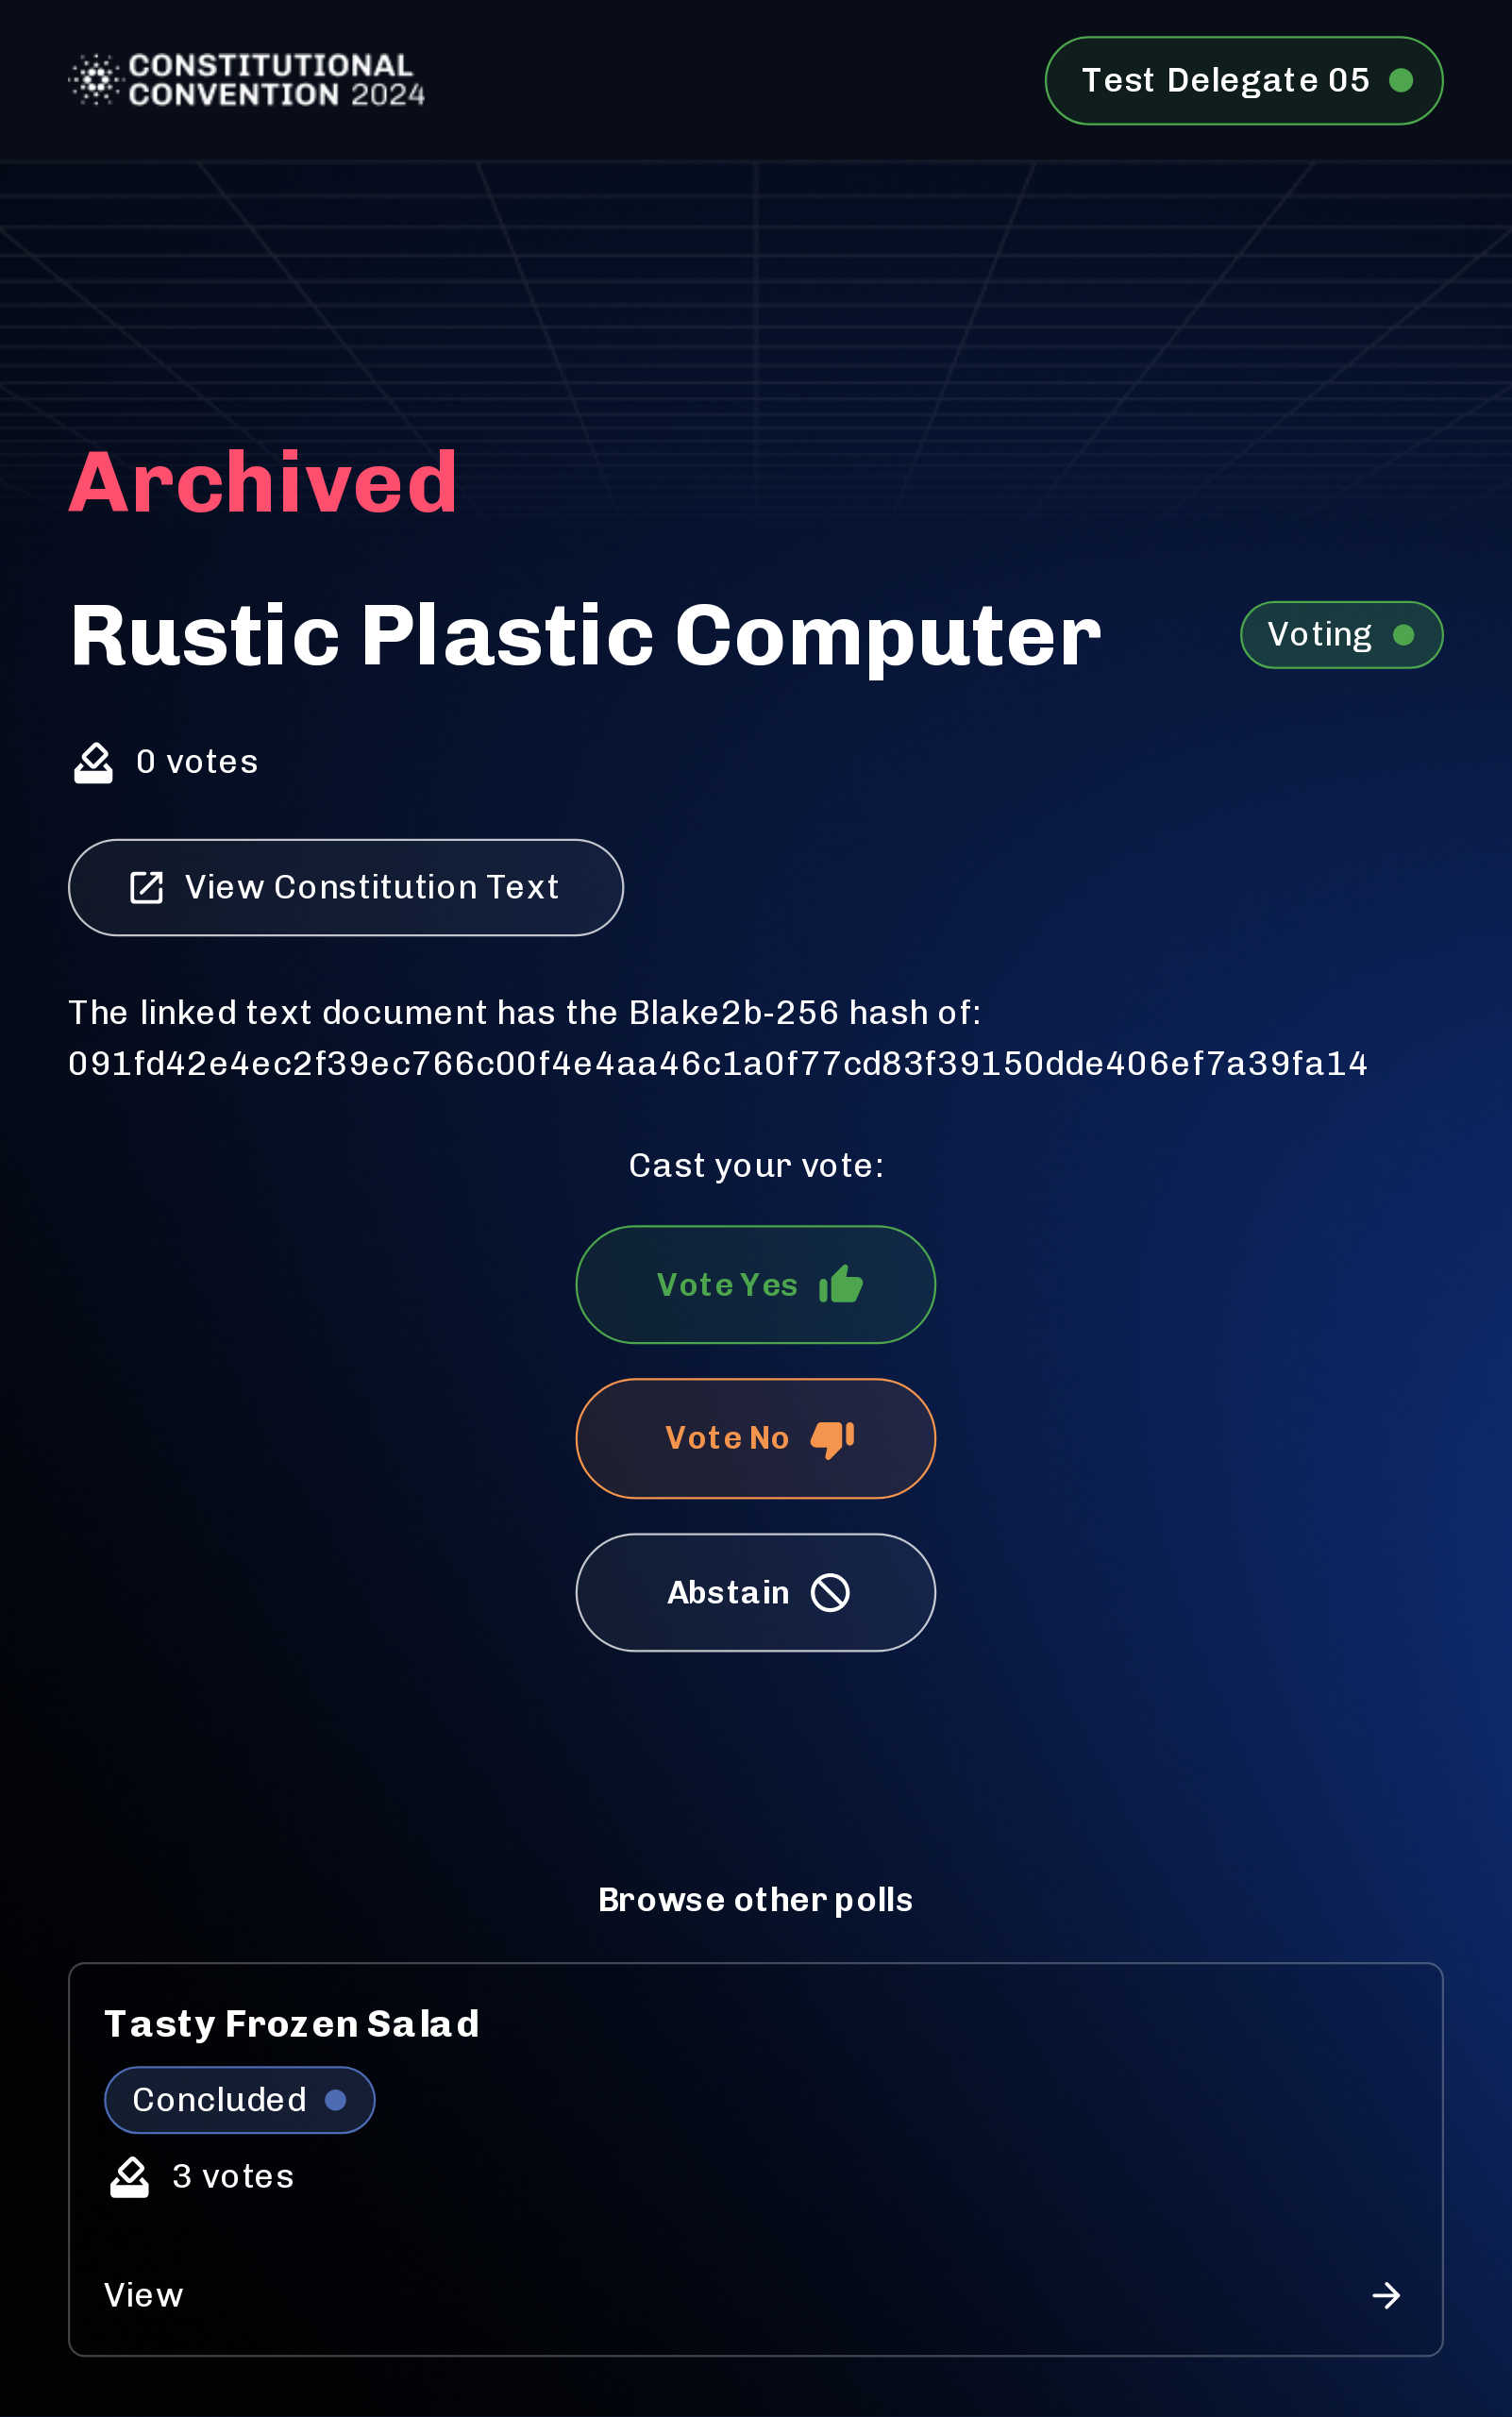 CONSTITUTIONAL
CONVENTION 2024
Test Delegate 05
Archived
Rustic Plastic Computer
Voting
0 votes
View Constitution Text
The linked text document has the Blake2b-256 hash of:
091fd42e4ec2f39ec766c00f4e4aa46c1a0f77cd83f39150dde406ef7a39fa14
Cast your vote:
Vote Yes
Vote No
Abstain
Browse other polls
Tasty Frozen Salad
Concluded
3 votes
View